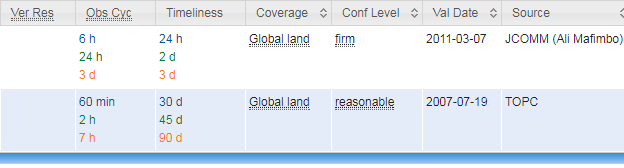 Ver Res Obs Cyc Timeliness Coverage Conf Level Val Date Source
6 h 24 h Global land firm 2011-03-07 JCOMM (Ali Mafimbo)
24 h 2 d
3 d 3 d
60 min 30 d Global land reasonable 2007-07-19 TOPC
2 h 45 d
7 h 90 d